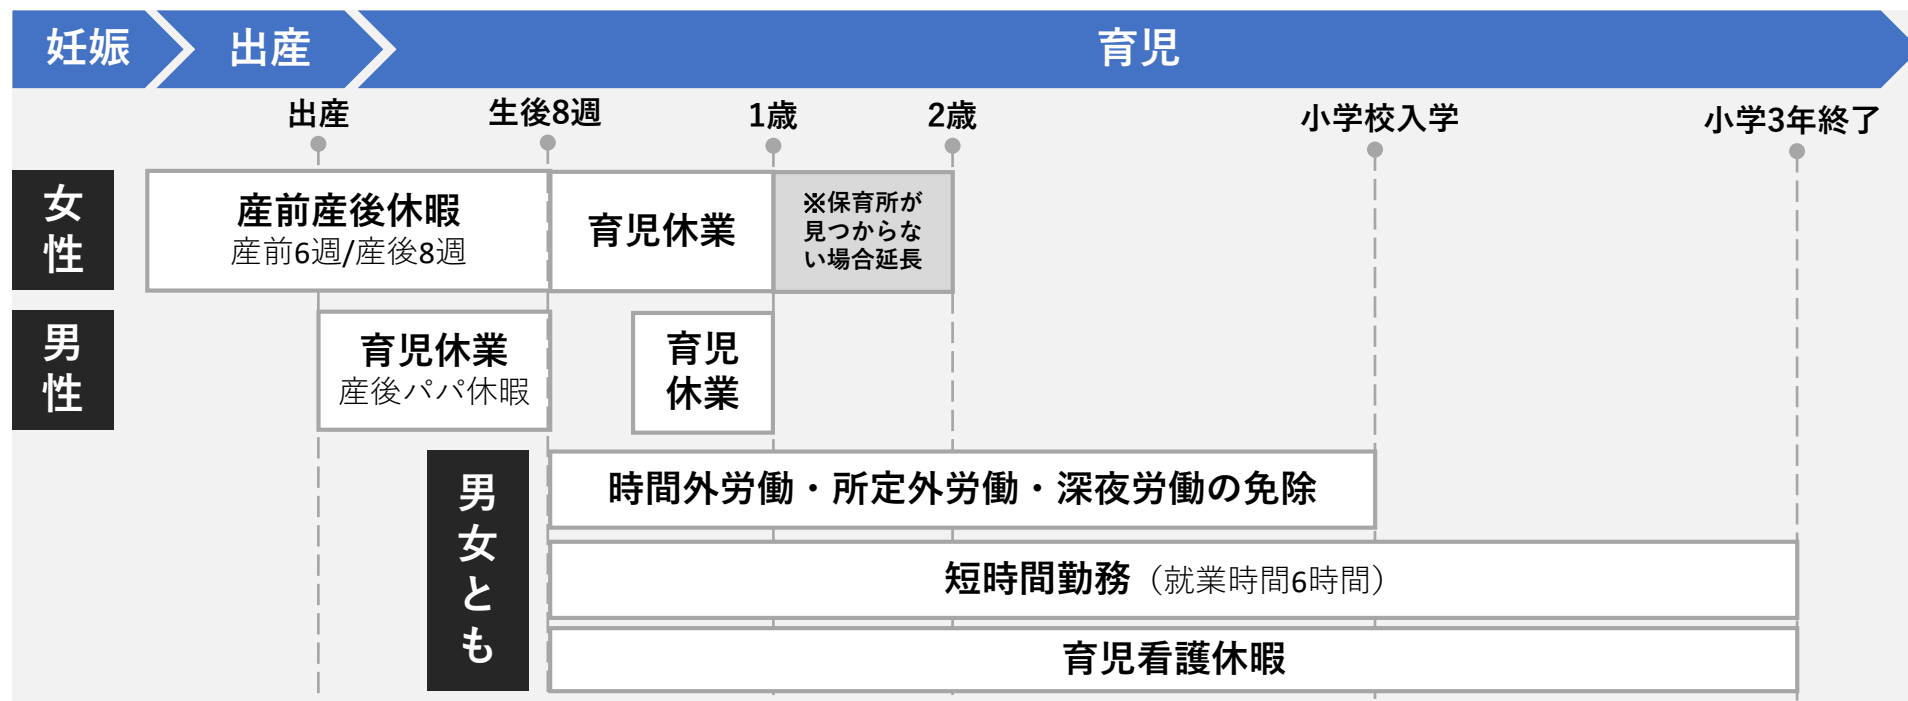 妊娠
出産
育児
出産
生後8週
1歳
2歳
小学校入学
小学3年終了
女性
産前産後休暇
産前6週/産後8週
育児休業
※保育所が
見つからな
い場合延長
男性
育児休業
産後パパ休暇
育児
休業
男女とも
時間外労働・所定外労働・深夜労働の免除
短時間勤務（就業時間6時間）
育児看護休暇